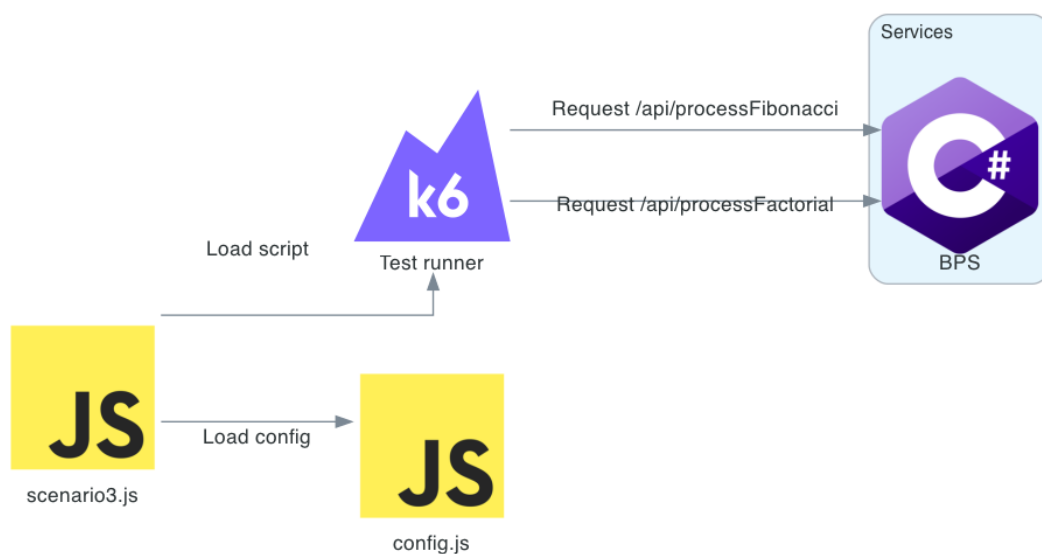 Services
Request /api/processFibonacci
C#
k6
Request /api/processFactorial
Load script
Test runner
BPS
JS
Load config
JS
scenario3.js
config.js